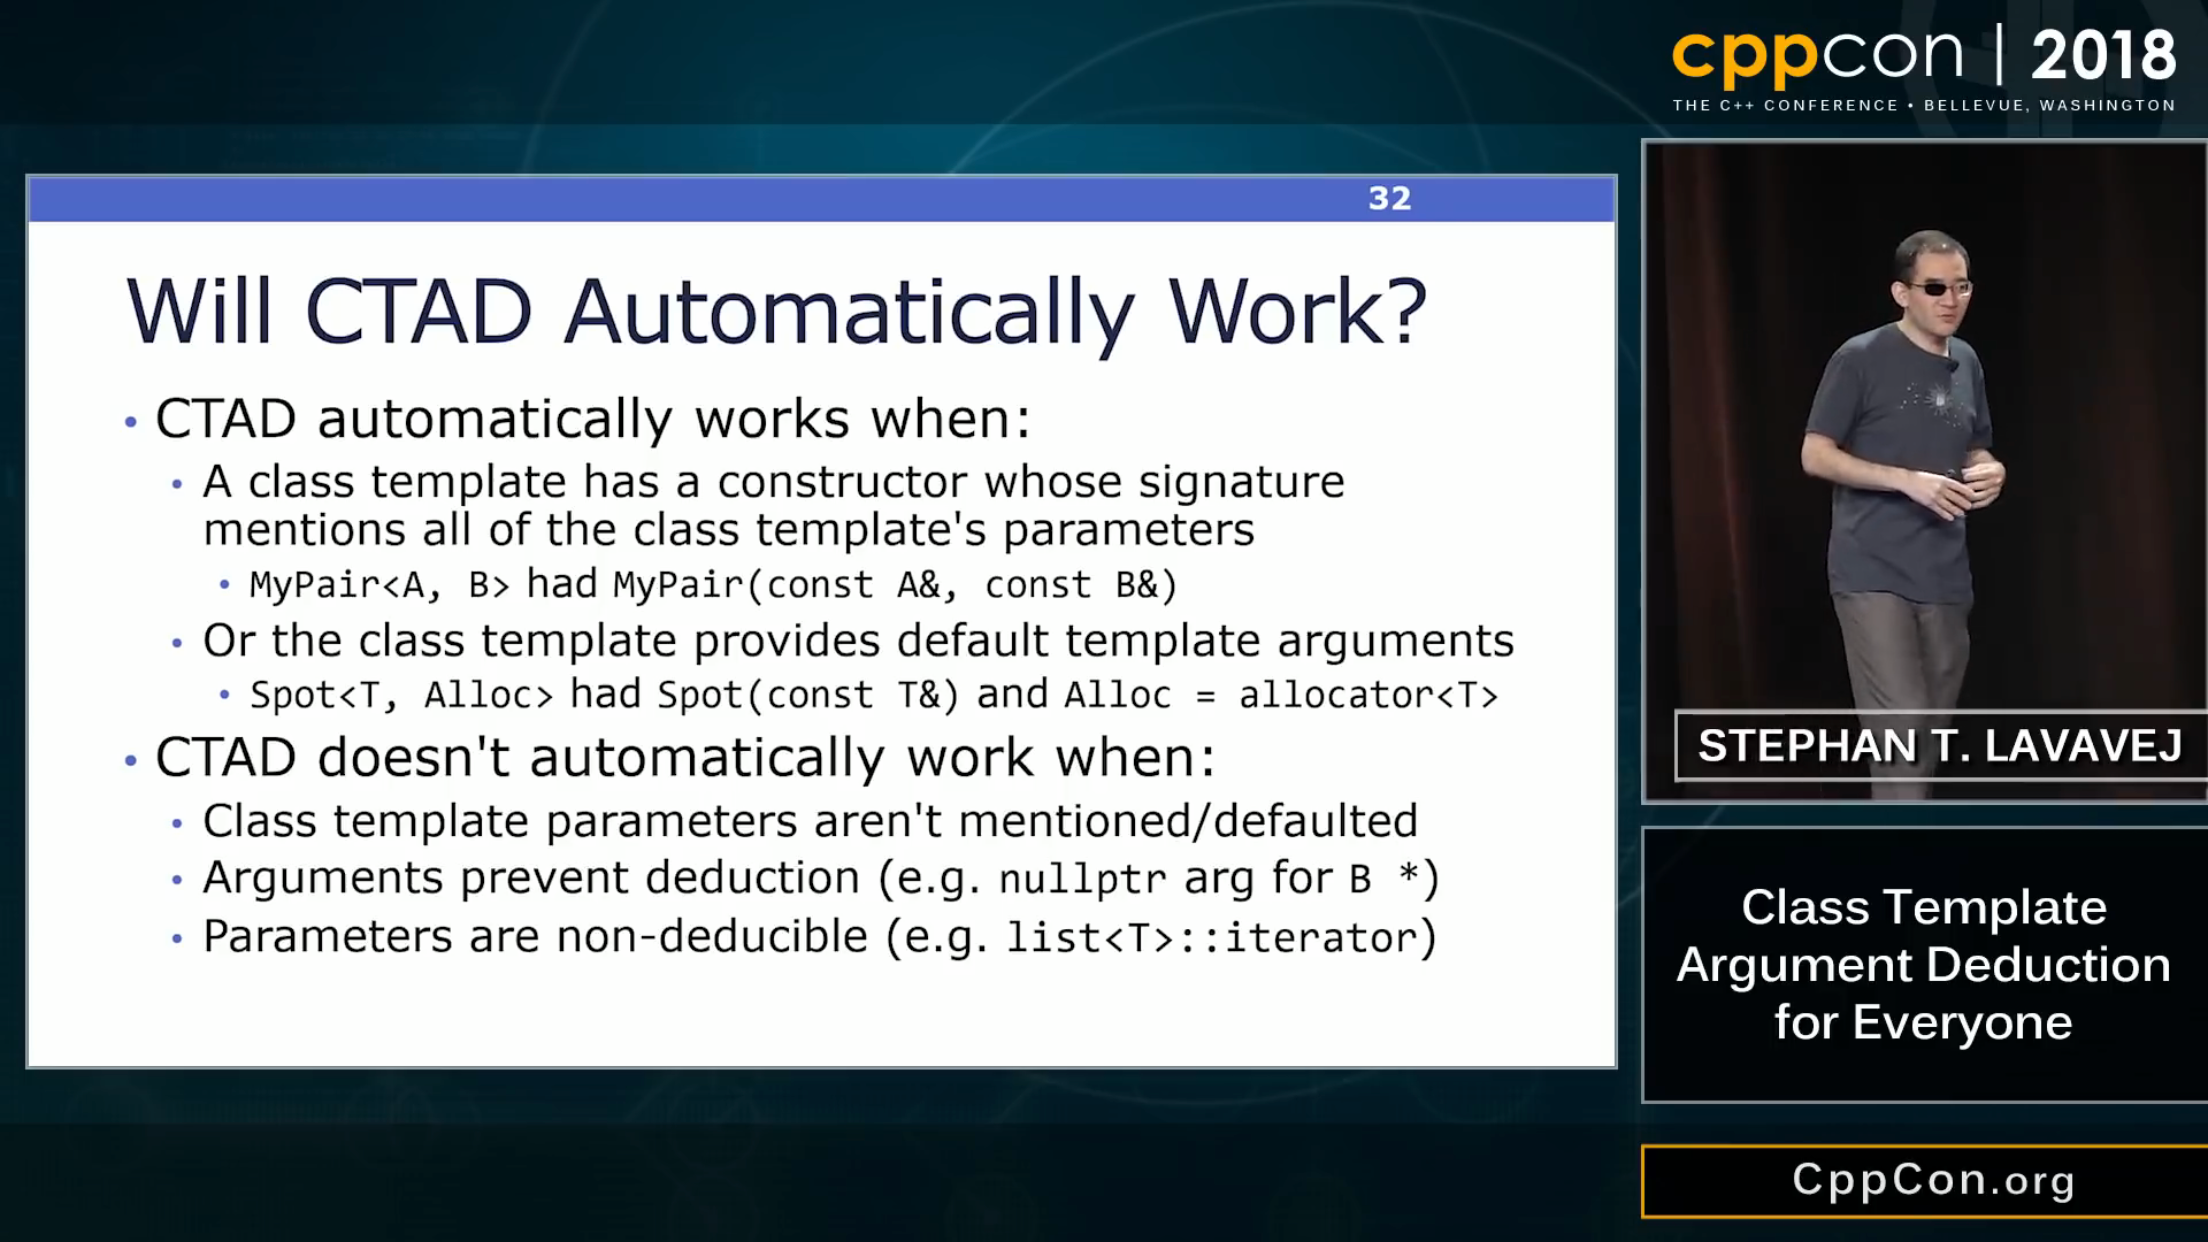 cppcon | 2018
THE C++ CONFERENCE • BELLEVUE, WASHINGTON
32
Will CTAD Automatically Work?
• CTAD automatically works when:
• A class template has a constructor whose signature
mentions all of the class template's parameters
• MyPair<A, B> had MyPair(const A&, const B&)
• Or the class template provides default template arguments
• Spot<T, Alloc> had Spot(const T&) and Alloc = allocator<T>
• CTAD doesn't automatically work when:
• Class template parameters aren't mentioned/defaulted
• Arguments prevent deduction (e.g. nullptr arg for B *)
• Parameters are non-deducible (e.g. list<T>::iterator)
STEPHAN T. LAVAVEJ
Class Template
Argument Deduction
for Everyone
CppCon.org